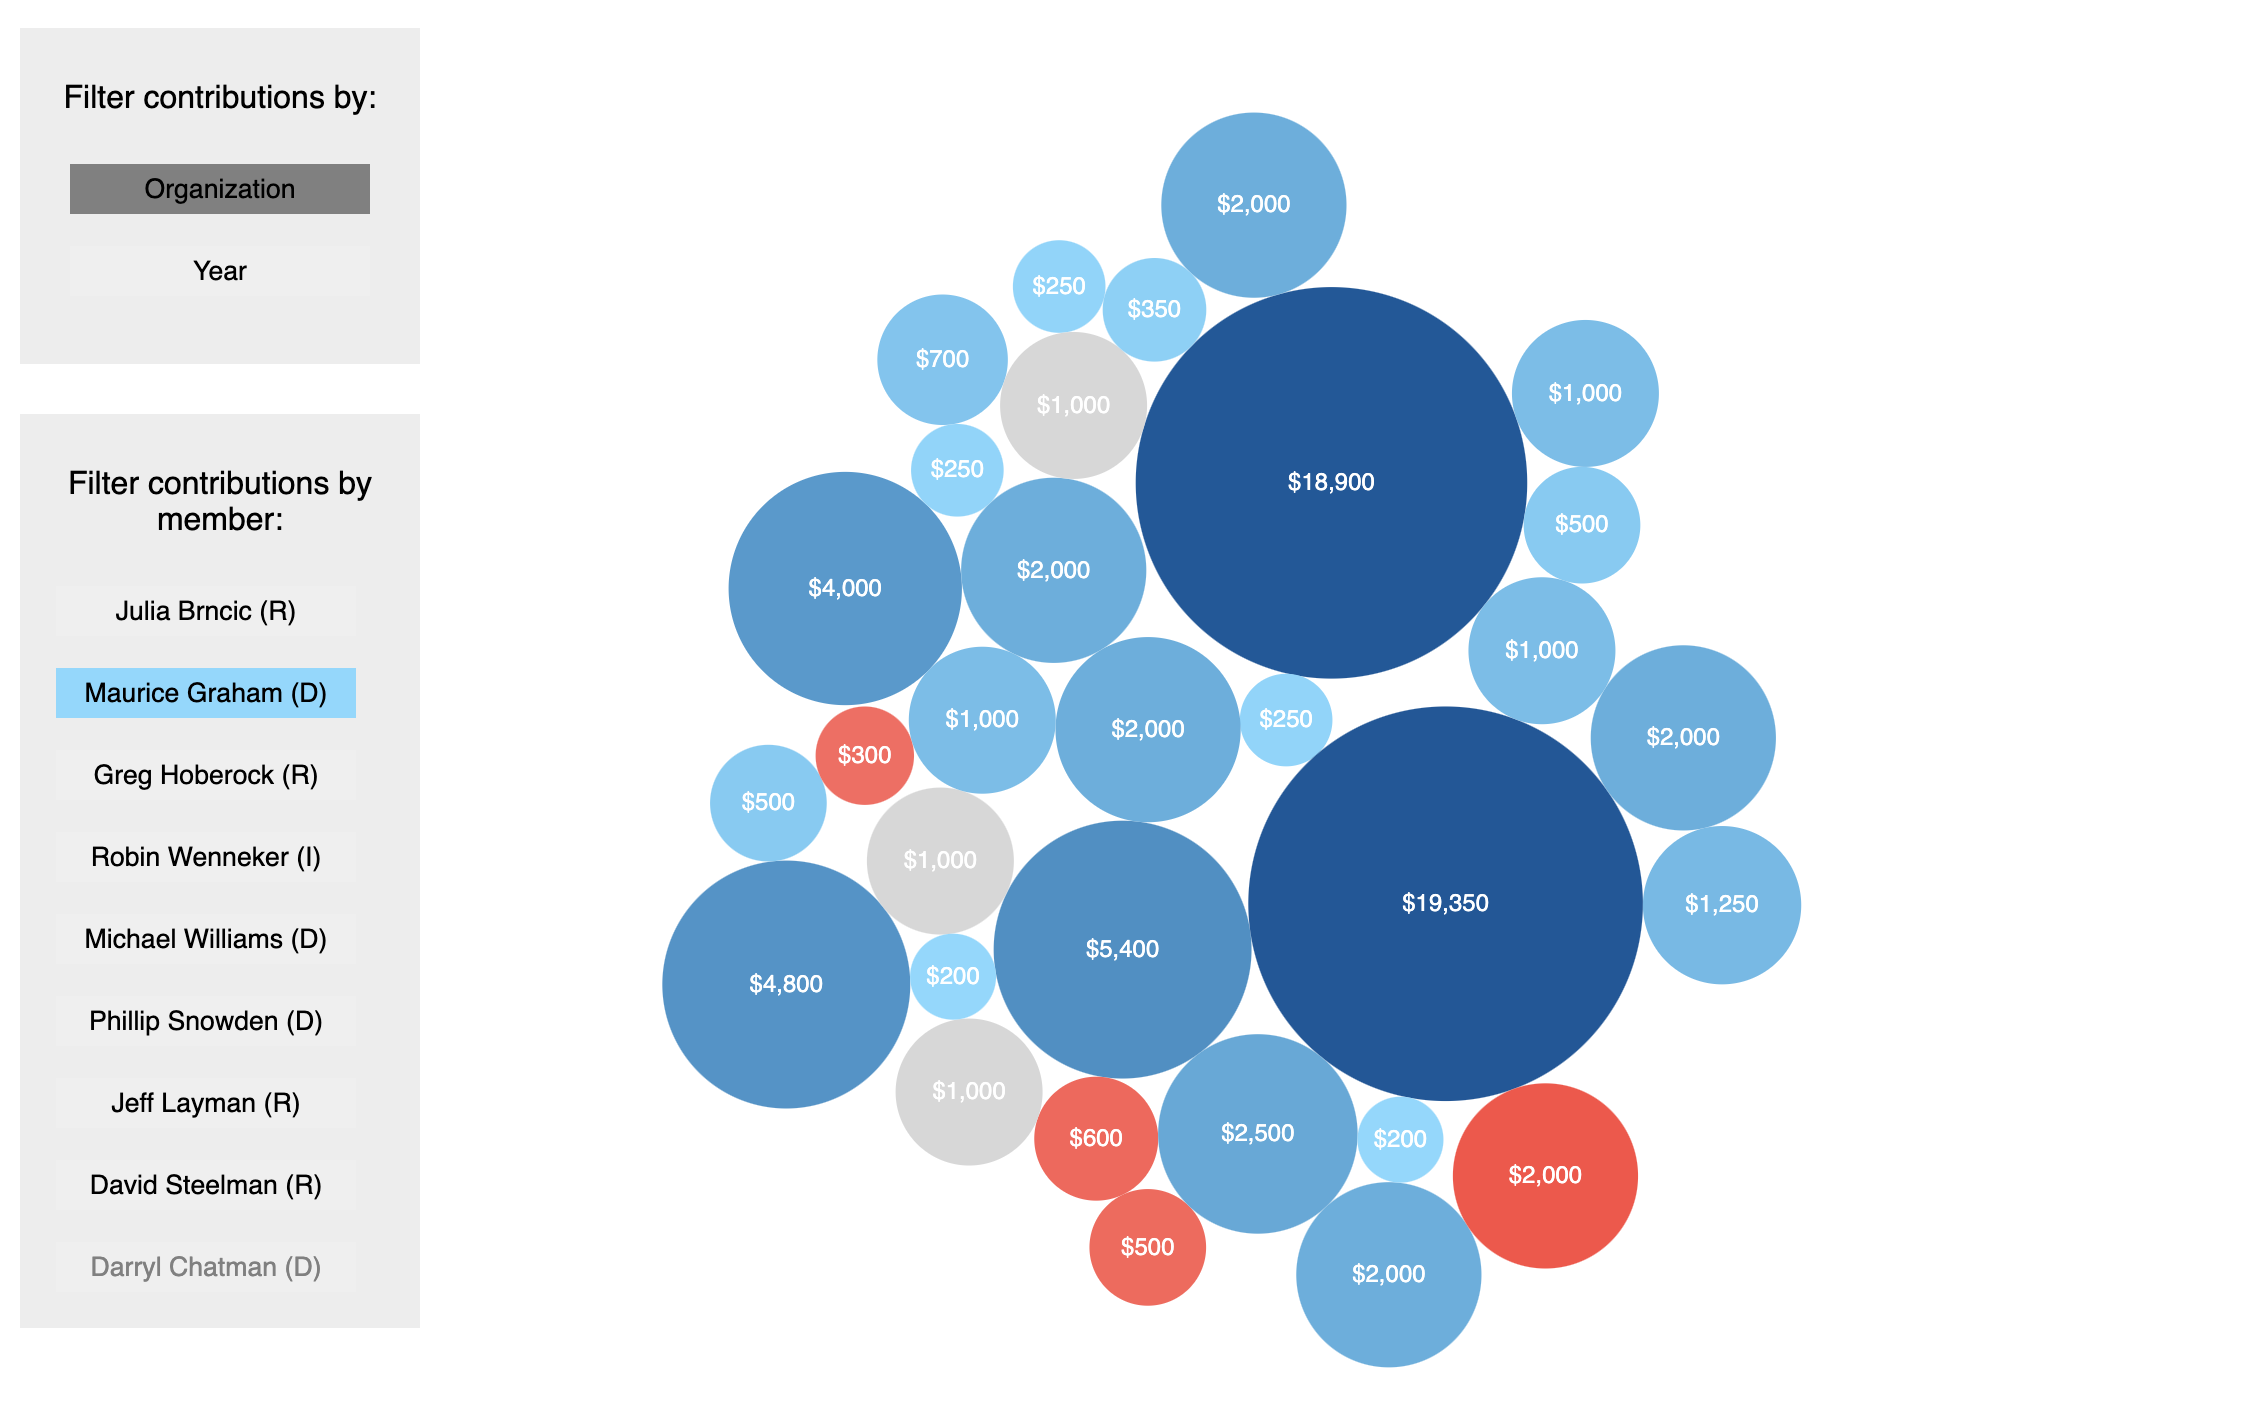 Filter contributions by:
Organization
Year
Filter contributions by
member:
Julia Brncic (R)
Maurice Graham (D)
Greg Hoberock (R)
Robin Wenneker (I)
Michael Williams (D)
Phillip Snowden (D)
Jeff Layman (R)
David Steelman (R)
Darryl Chatman (D)
$2,000
$250
$350
$700
$1,000
$1,000
$250
$18,900
$500
$2,000
$4,000
$1,000
$1,000
$2,000
$250
$2,000
$300
$500
$1,000
$19,350
$1,250
$5,400
$200
$4,800
$1,000
$600
$2,500
$200
$2,000
$500
$2,000